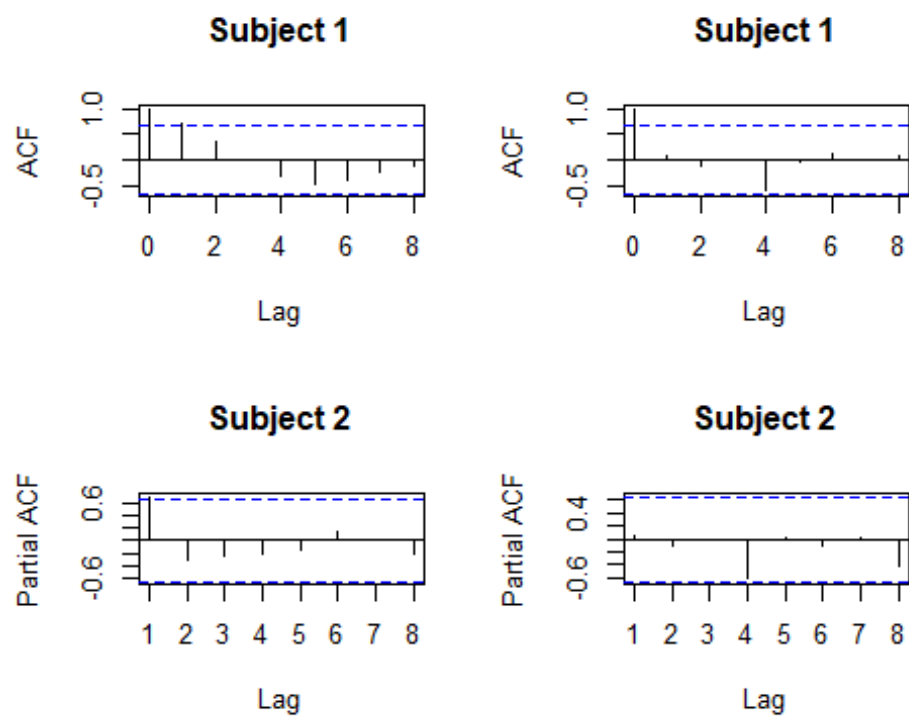 Subject 1
ACF
1.0
-0.5
0 2 4 6 8
Lag
Subject 1
ACF
1.0
-0.5
0 2 4 6 8
Lag
Subject 2
Partial ACF
0.6
-0.6
1 2 3 4 5 6 7 8
Lag
Subject 2
Partial ACF
0.4
-0.6
1 2 3 4 5 6 7 8
Lag